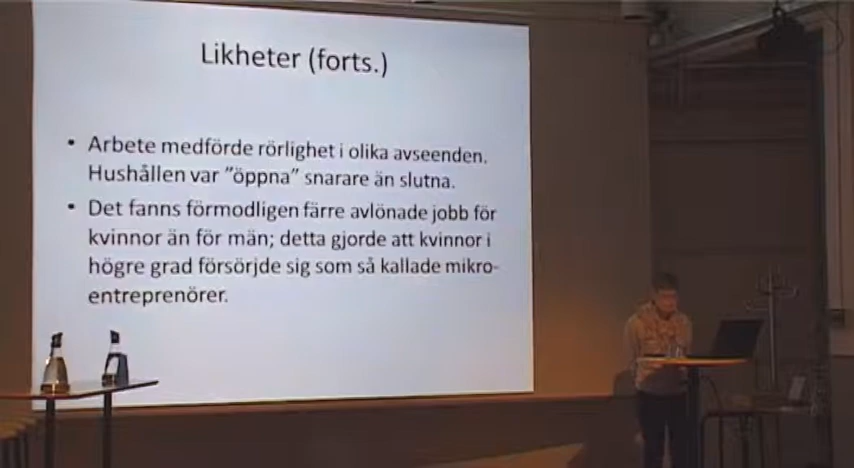 Likheter (forts.)
• Arbete medförde rörlighet i olika avseenden.
Hushållen var ”öppna” snarare än slutna.
• Det fanns förmodligen färre avlönade jobb för
kvinnor än för män; detta gjorde att kvinnor i
högre grad försörjde sig som så kallade mikro-
entreprenörer.